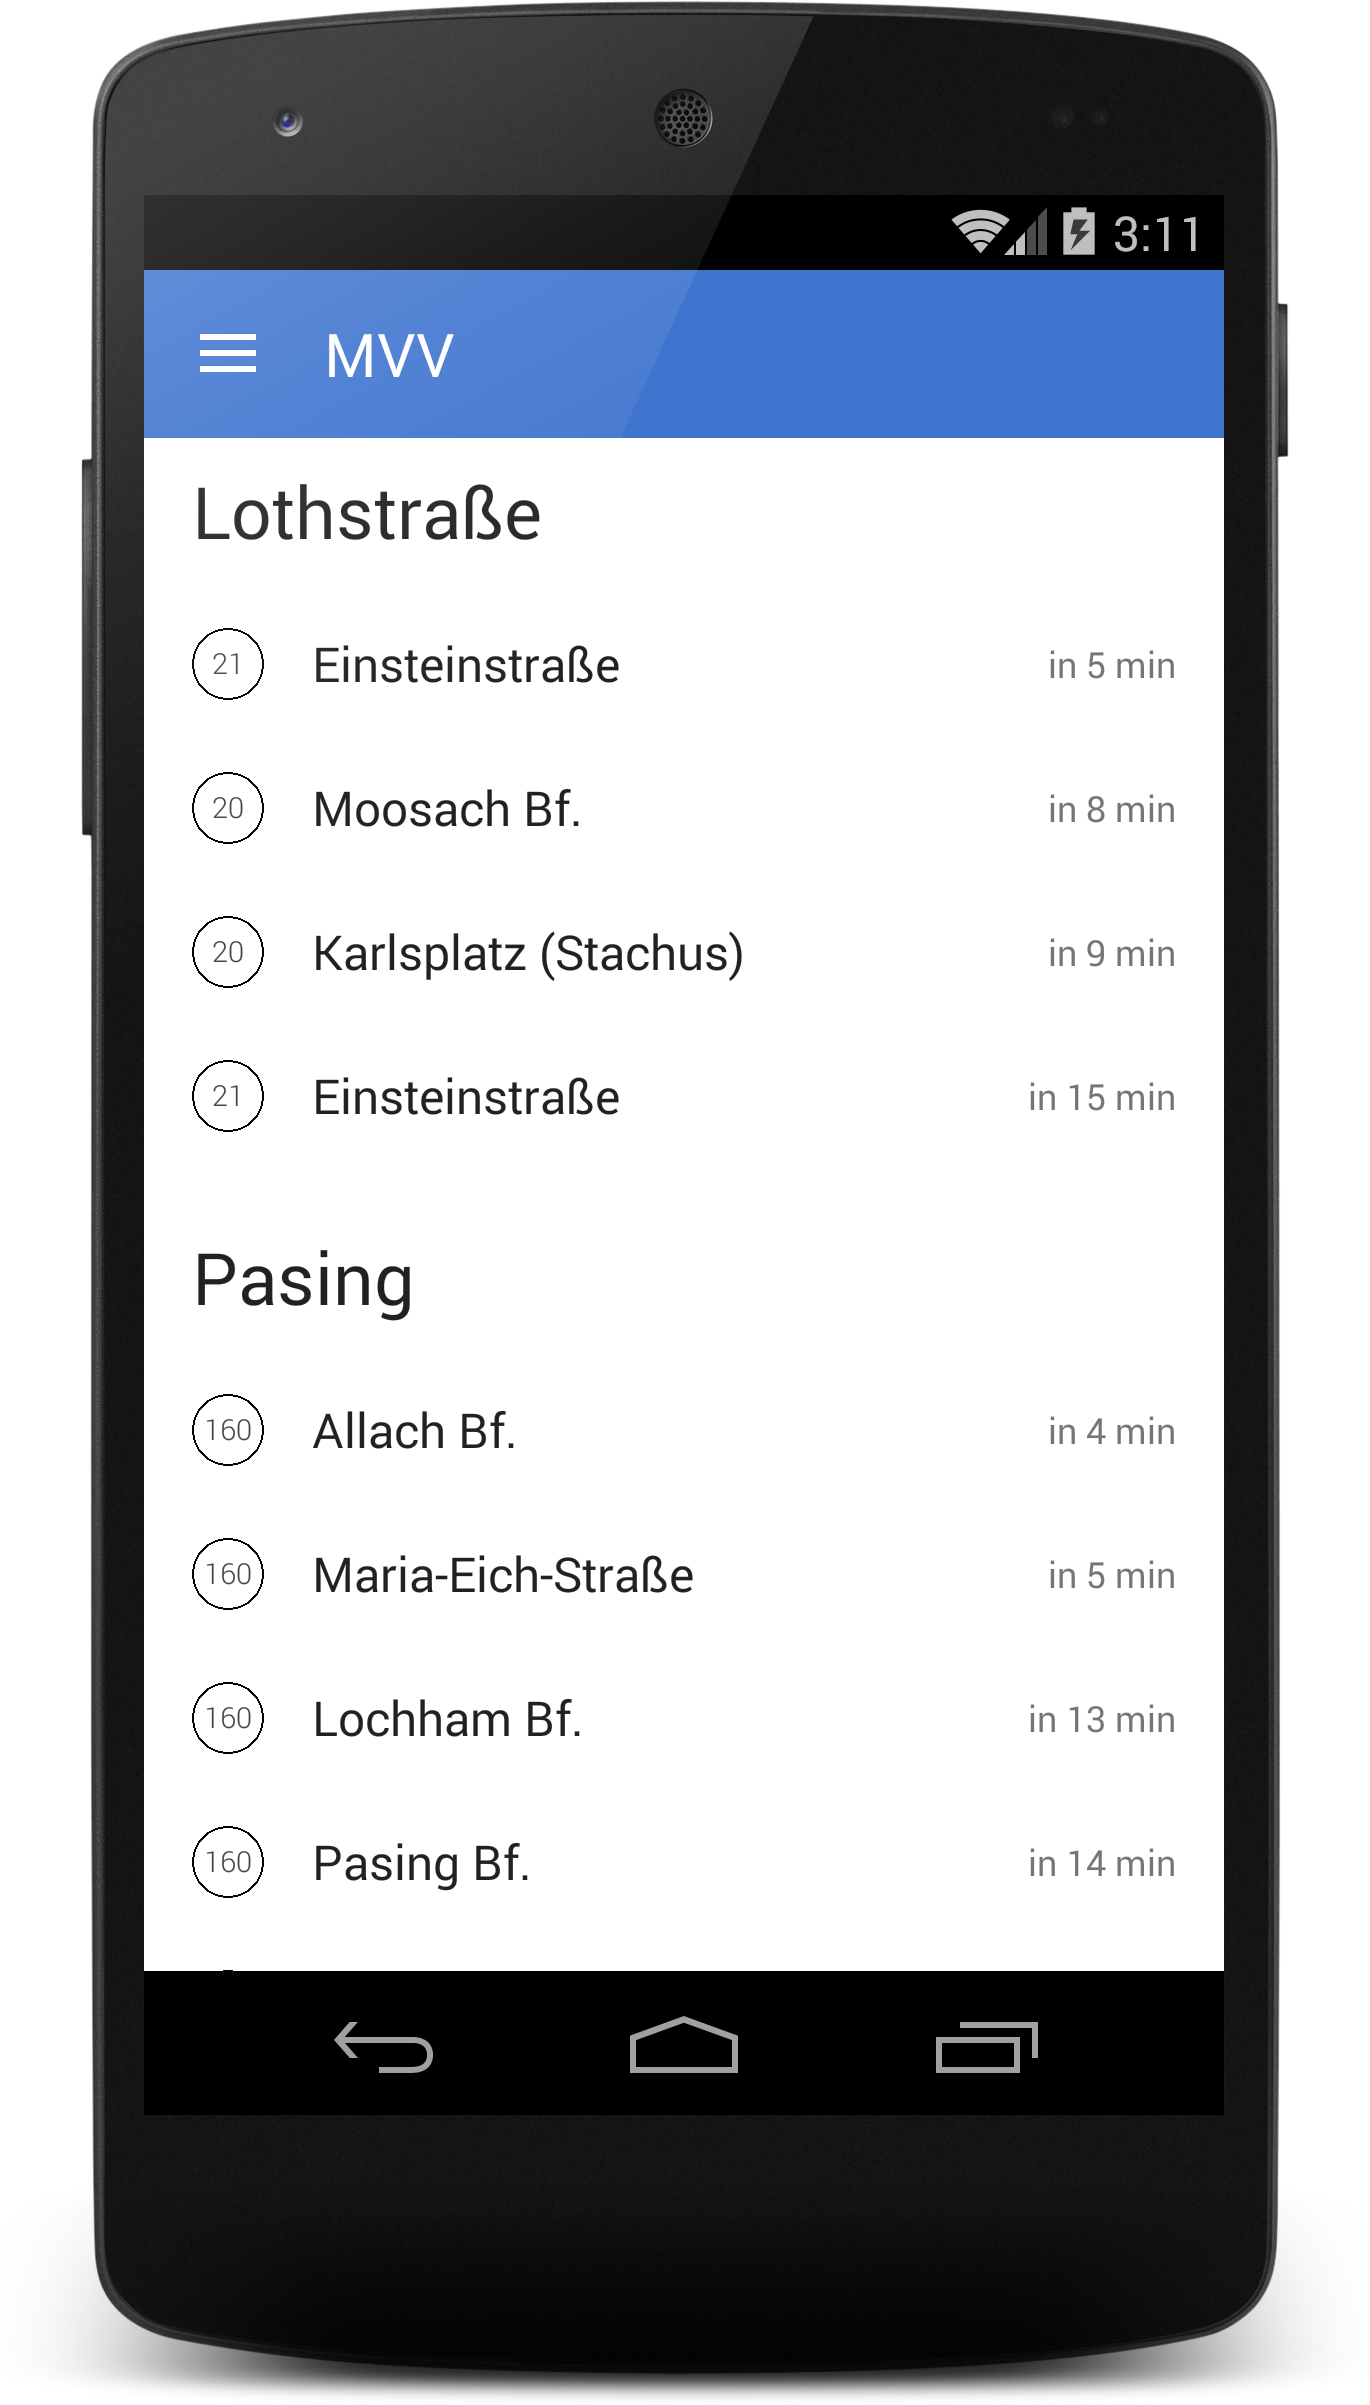 3:11
MVV
Lothstraße
21 Einsteinstraße in 5 min
20 Moosach Bf. in 8 min
20 Karlsplatz (Stachus) in 9 min
21 Einsteinstraße in 15 min
Pasing
160 Allach Bf. in 4 min
160 Maria-Eich-Straße in 5 min
160 Lochham Bf. in 13 min
160 Pasing Bf. in 14 min